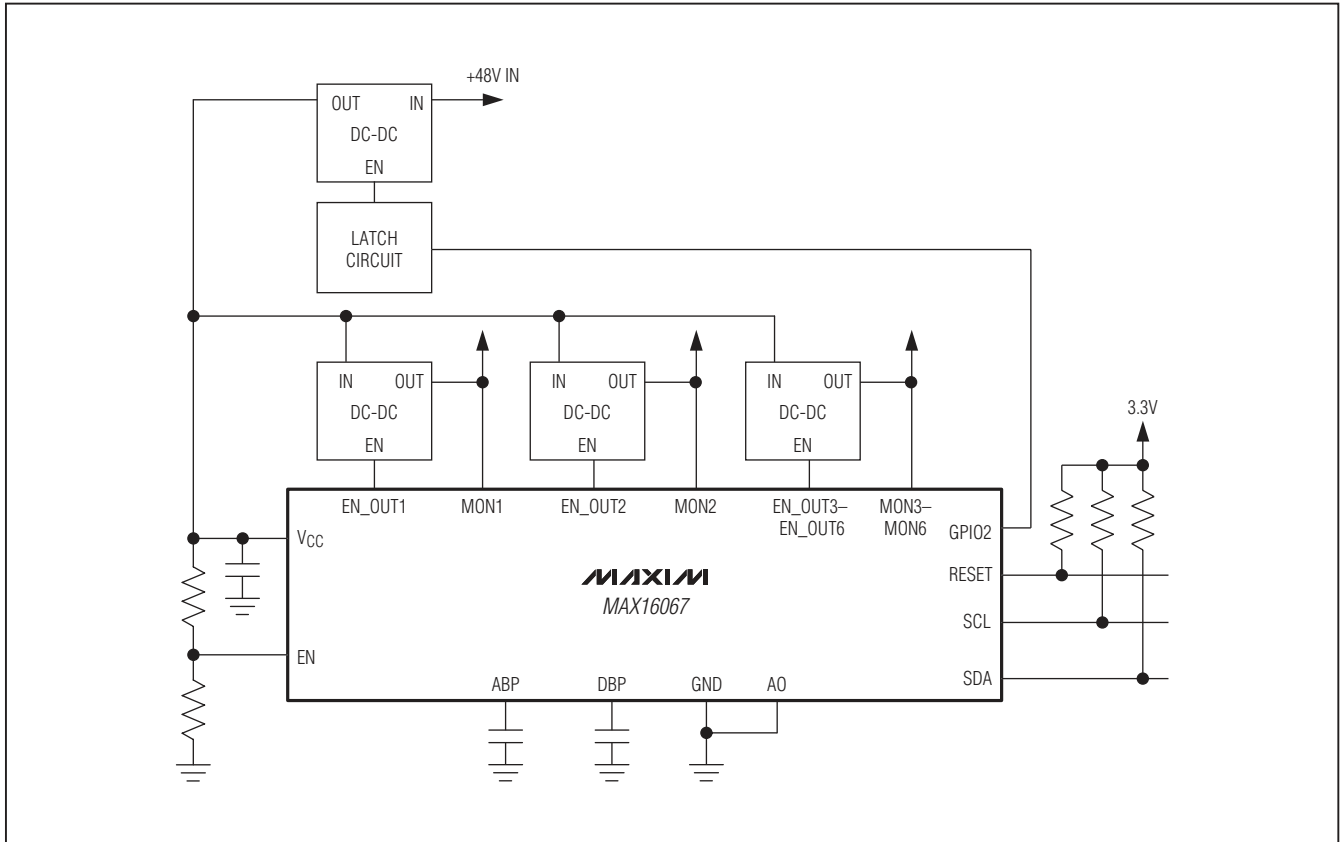 +48V IN
OUT IN
DC-DC
EN
LATCH
CIRCUIT
IN OUT
DC-DC
EN
IN OUT
DC-DC
EN
IN OUT
DC-DC
EN
3.3V
EN_OUT1
MON1
EN_OUT2
MON2
EN_OUT3–
EN_OUT6
MON3–
MON6
GPIO2
VCC
RESET
MAXIM
MAX16067
SCL
EN
SDA
ABP
DBP
GND
A0